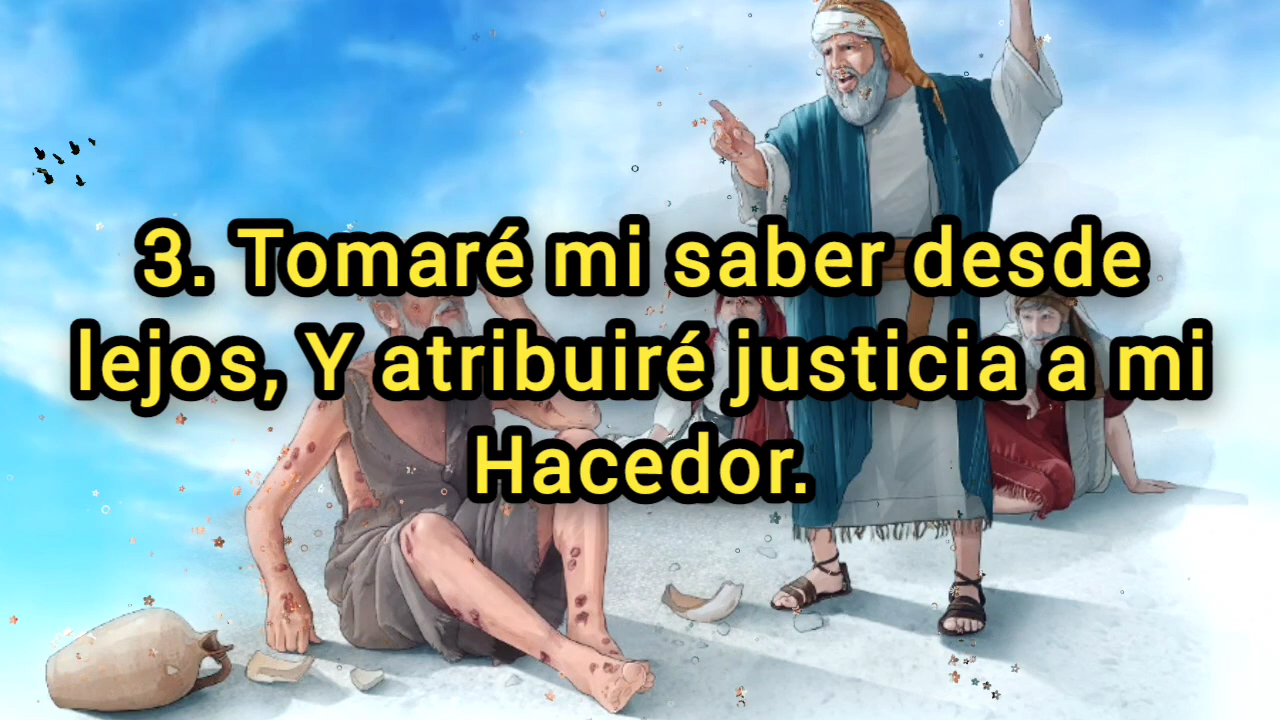 3. Tomaré mi saber desde
lejos, Y atribuiré justicia a mi
Hacedor.